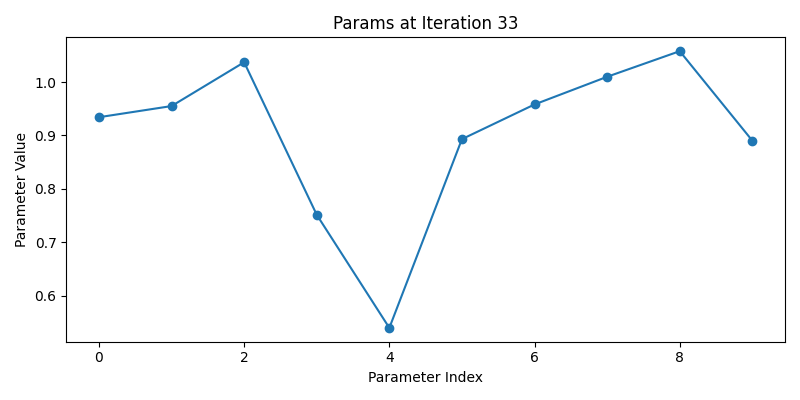 Params at Iteration 33
Parameter Value
1.0
0.9
0.8
0.7
0.6
0 2 4 6 8
Parameter Index